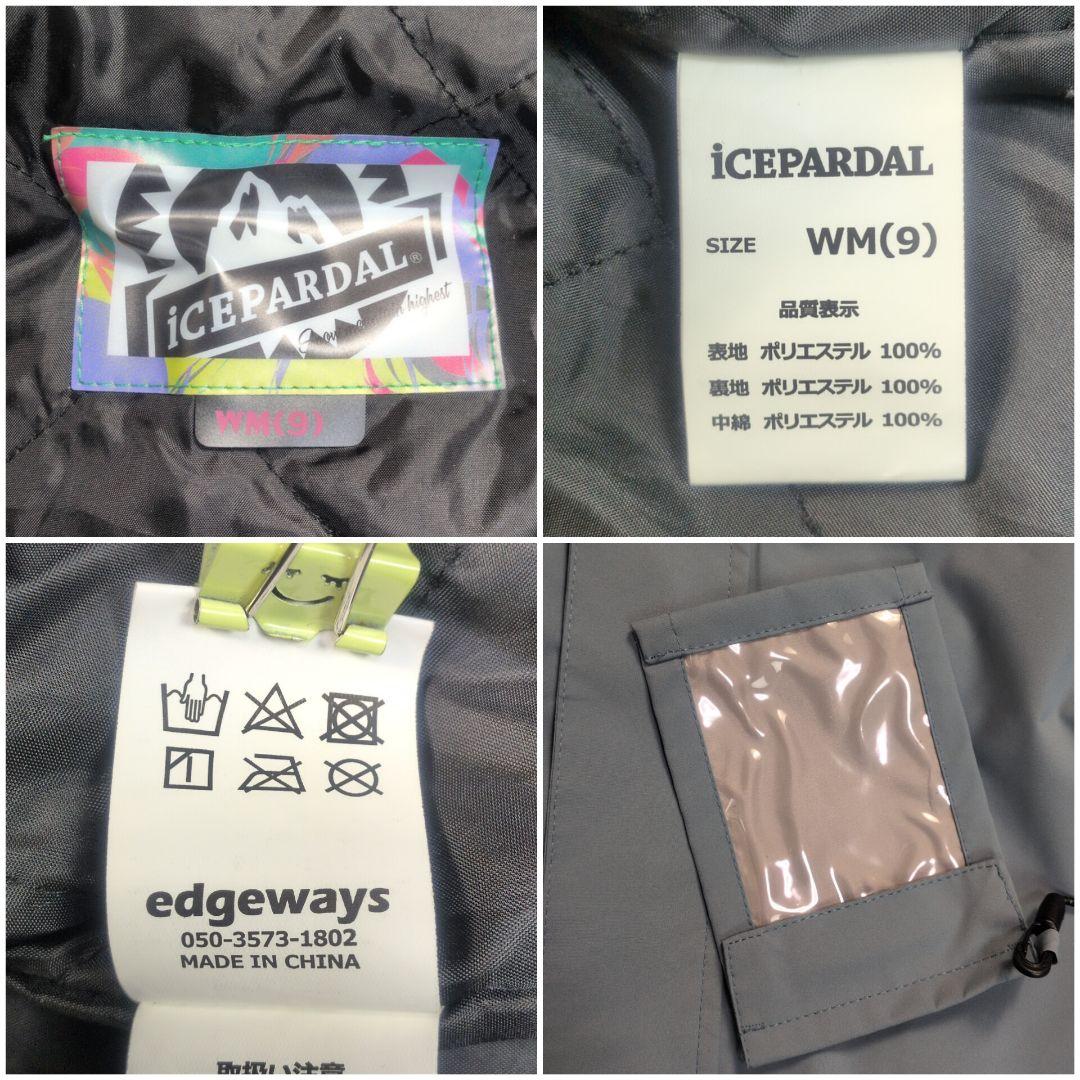 iCEPARDAL®
in highest
WM(9)
iCEPARDAL
SIZE WM(9)
品質表示
表地 ポリエステル 100%
裏地 ポリエステル 100%
中綿 ポリエステル 100%
edgeways
050-3573-1802
MADE IN CHINA
取扱い注意